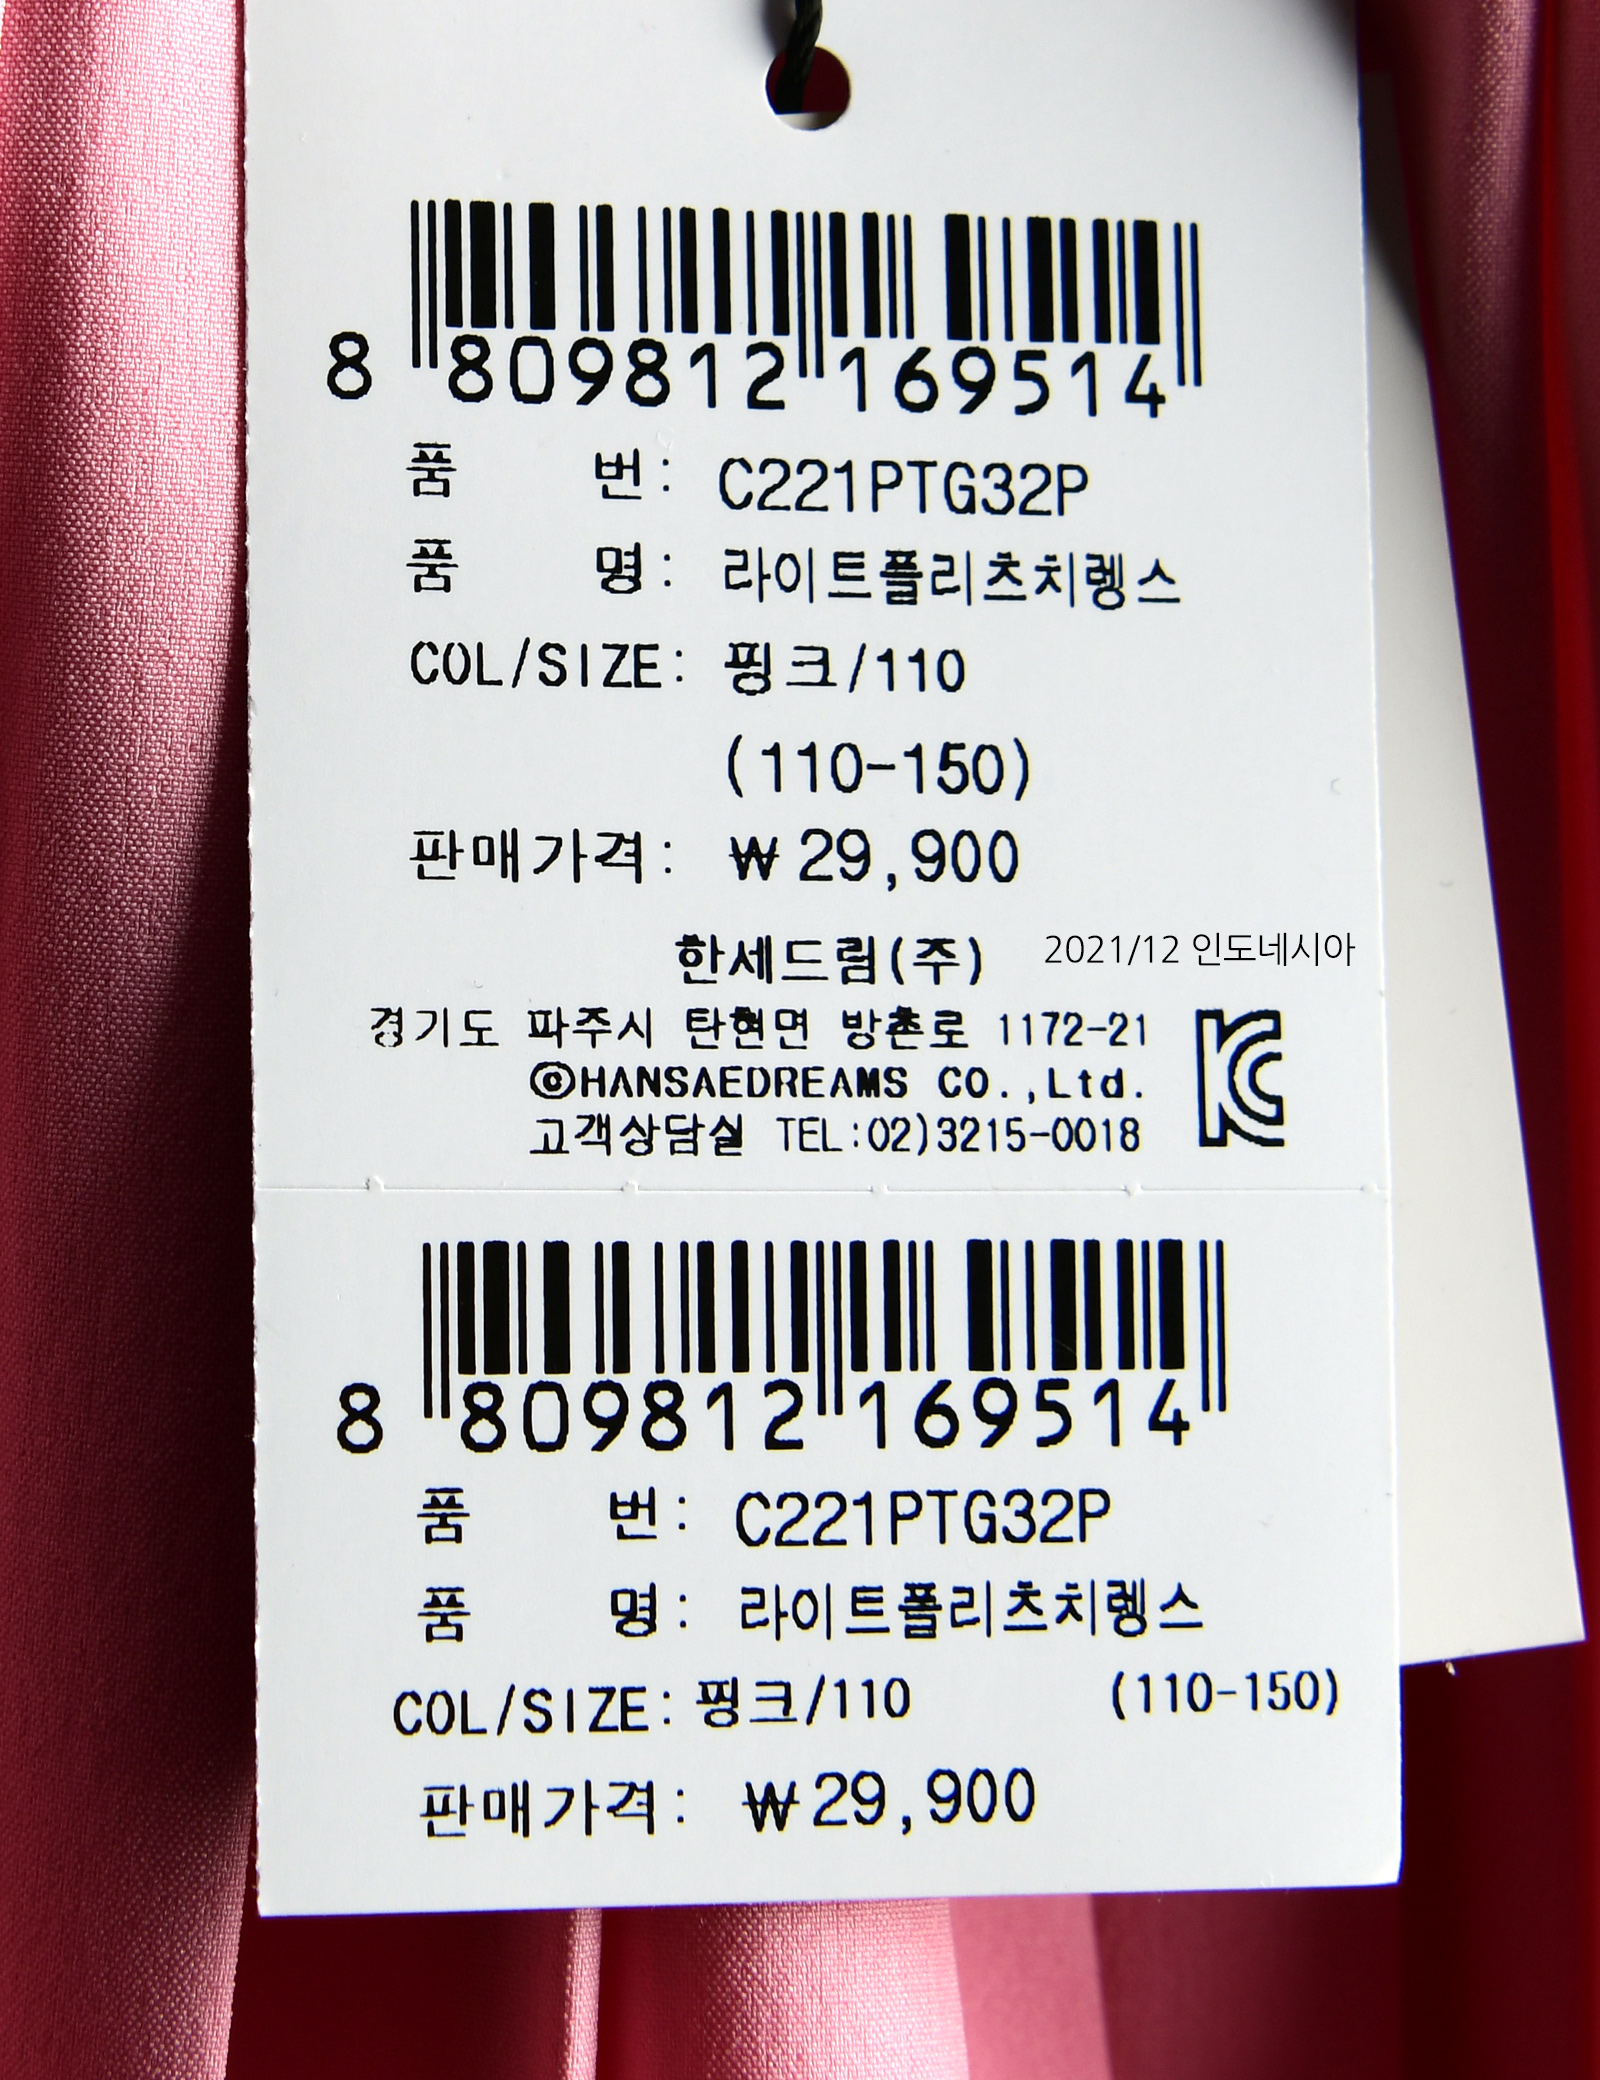 8 809812 169514
품 번: C221PTG32P
품 명: 라이트플리츠치렝스
COL/SIZE: 핑크/110
(110-150)
판매가격: ₩29,900
한세드림(주) 2021/12 인도네시아
경기도 파주시 탄현면 방촌로 1172-21
©HANSAEDREAMS CO.,Ltd.
고객상담실 TEL:02)3215-0018
8 809812 169514
품 번: C221PTG32P
품 명: 라이트플리츠치렝스
COL/SIZE: 핑크/110 (110-150)
판매가격: ₩29,900